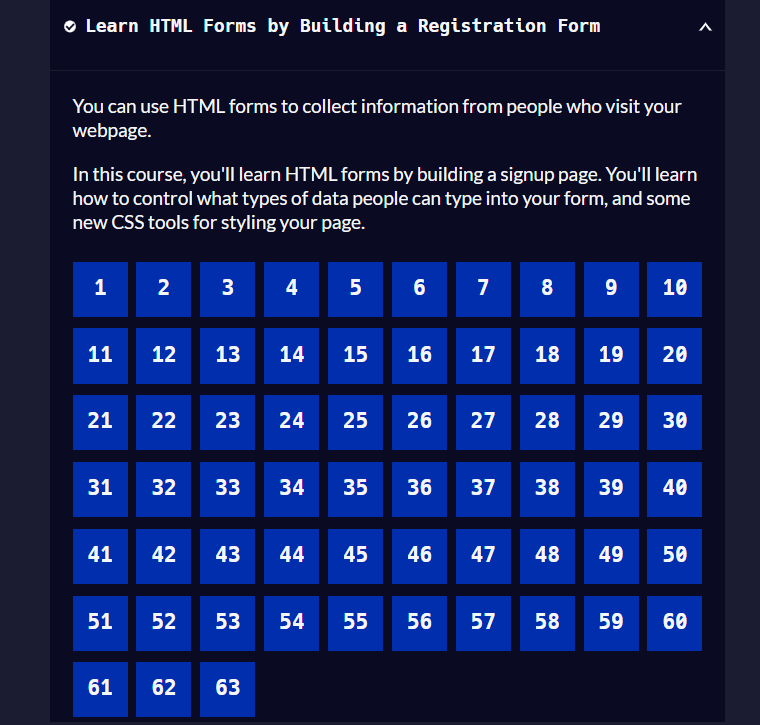 Learn HTML Forms by Building a Registration Form
You can use HTML forms to collect information from people who visit your
webpage.
In this course, you'll learn HTML forms by building a signup page. You'll learn
how to control what types of data people can type into your form, and some
new CSS tools for styling your page.
1 2 3 4 5 6 7 8 9 10
11 12 13 14 15 16 17 18 19 20
21 22 23 24 25 26 27 28 29 30
31 32 33 34 35 36 37 38 39 40
41 42 43 44 45 46 47 48 49 50
51 52 53 54 55 56 57 58 59 60
61 62 63